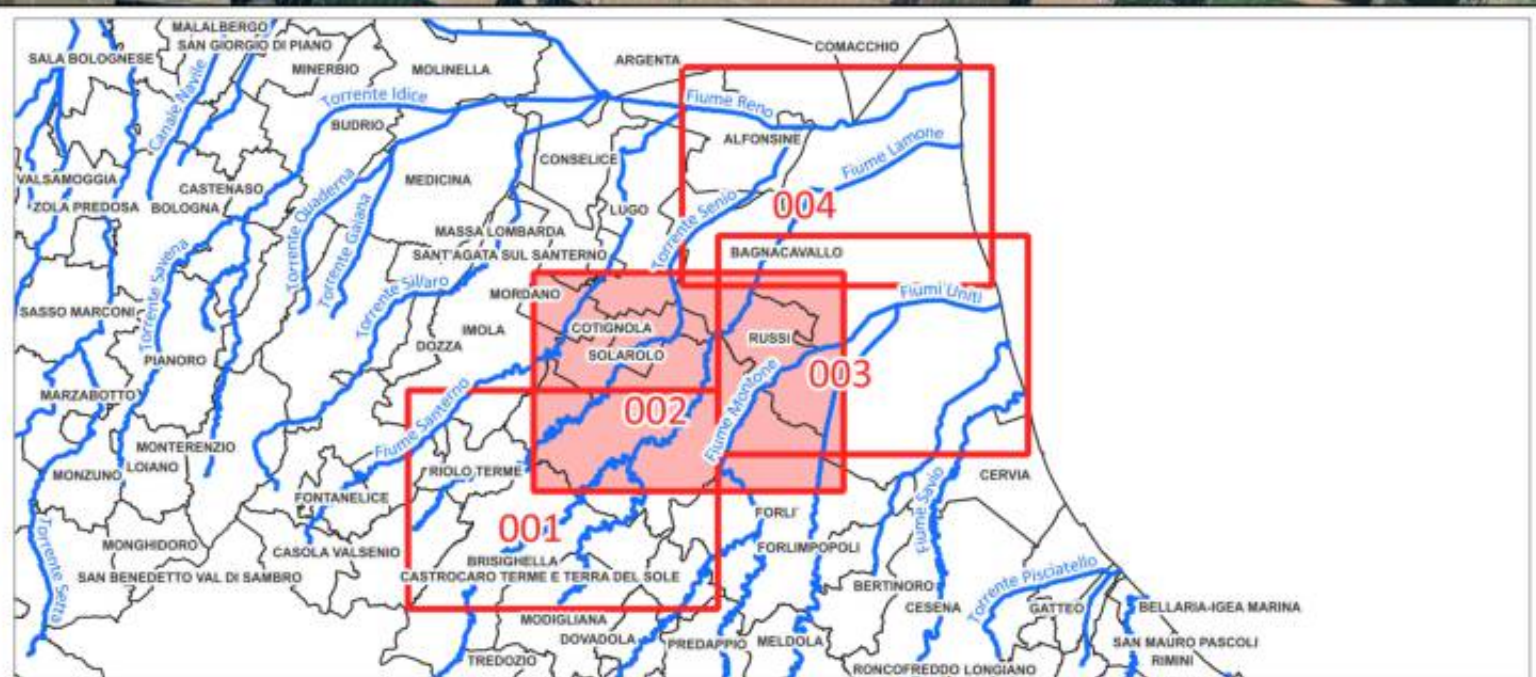 MALALBERGO
SAN GIORGIO DI PIANO
SALA BOLOGNESE
MINERBIO
MOLINELLA
ARGENTA
COMACCHIO
Canale Navile
Torrente Idice
BUDRIO
Fiume Reno
ALFONSINE
Fiume Lamone
CONSELICE
VALSAMOGGIA
CASTENASO
MEDICINA
ZOLA PREDOSA
BOLOGNA
Torrente Quaderna
Torrente Gaiana
LUGO
004
Torrente Senio
MASSA LOMBARDA
SANT'AGATA SUL SANTERNO
BAGNACAVALLO
Torrente Savena
Torrente Sillaro
MORDANO
Fiumi Uniti
SASSO MARCONI
IMOLA
COTIGNOLA
RUSSI
DOZZA
SOLAROLO
PIANORO
003
MARZABOTTO
002
Fiume Montone
Fiume Santerno
MONTERENZIO
LOIANO
MONZUNO
RIOLO TERME
CERVIA
FONTANELICE
Fiume Savio
FORLI'
001
MONGHIDORO
CASOLA VALSENIO
FORLIMPOPOLI
BRISIGHELLA
SAN BENEDETTO VAL DI SAMBRO
CASTROCARO TERME E TERRA DEL SOLE
Torrente Setta
BERTINORO
Torrente Pisciatello
CESENA
GATTEO
BELLARIA-IGEA MARINA
MODIGLIANA
DOVADOLA
PREDAPPIO
MELDOLA
SAN MAURO PASCOLI
RIMINI
TREDOZIO
RONCOFREDDO
LONGIANO